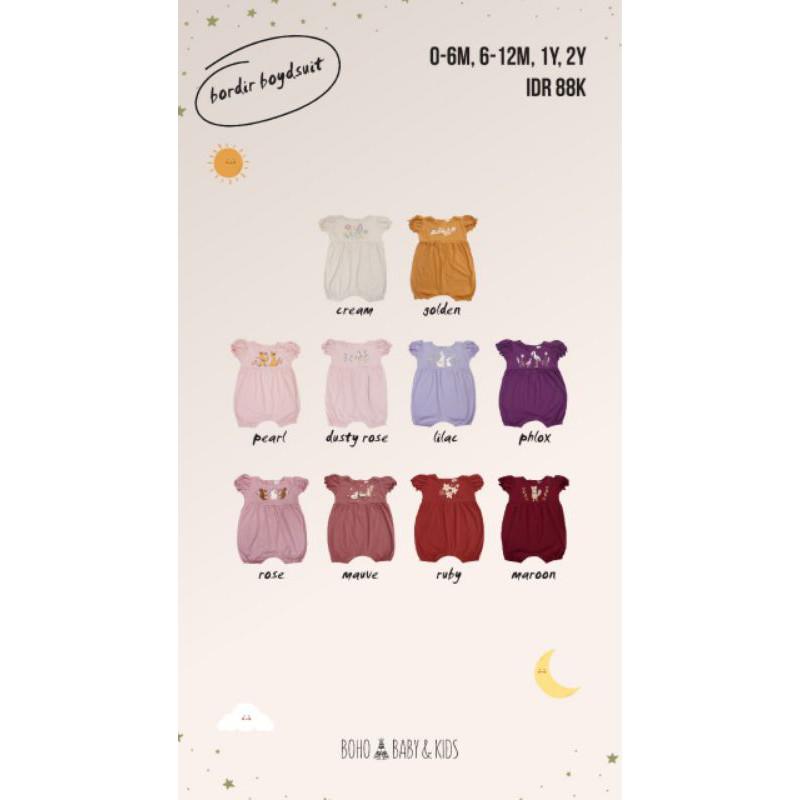 bordir boydsuit
0-6M, 6-12M, 1Y, 2Y
IDR 88K
cream
golden
pearl
dusty rose
lilac
phlox
rose
mauve
ruby
maroon
BOHO BABY & KIDS